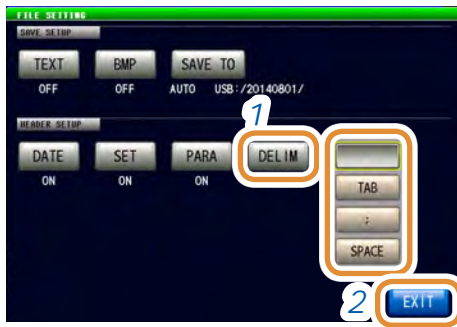 FILE SETTING
SAVE SETUP
TEXT BMP SAVE TO
OFF OFF AUTO USB:/20140801/
1
HEADER SETUP
DATE SET PARA DELIM
ON ON ON
TAB
;
SPACE
2 EXIT